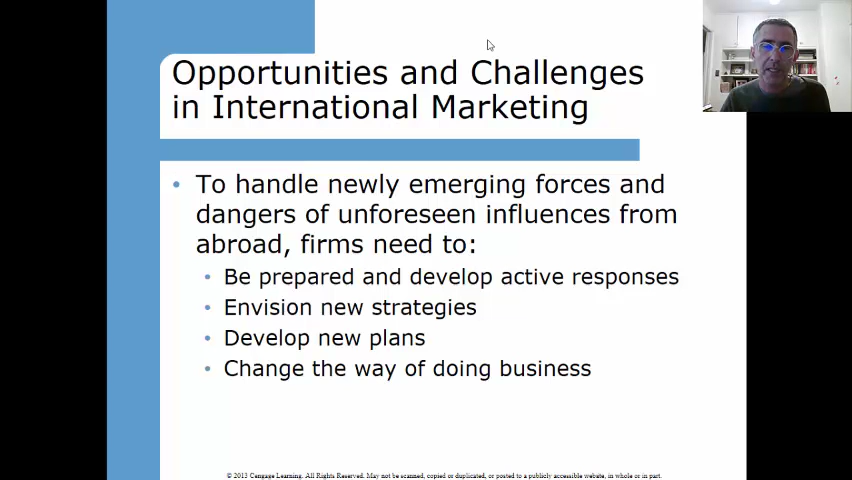 Opportunities and Challenges
in International Marketing
• To handle newly emerging forces and
dangers of unforeseen influences from
abroad, firms need to:
• Be prepared and develop active responses
• Envision new strategies
• Develop new plans
• Change the way of doing business
© 2013 Cengage Learning. All Rights Reserved. May not be scanned, copied or duplicated, or posted to a publicly accessible website, in whole or in part.